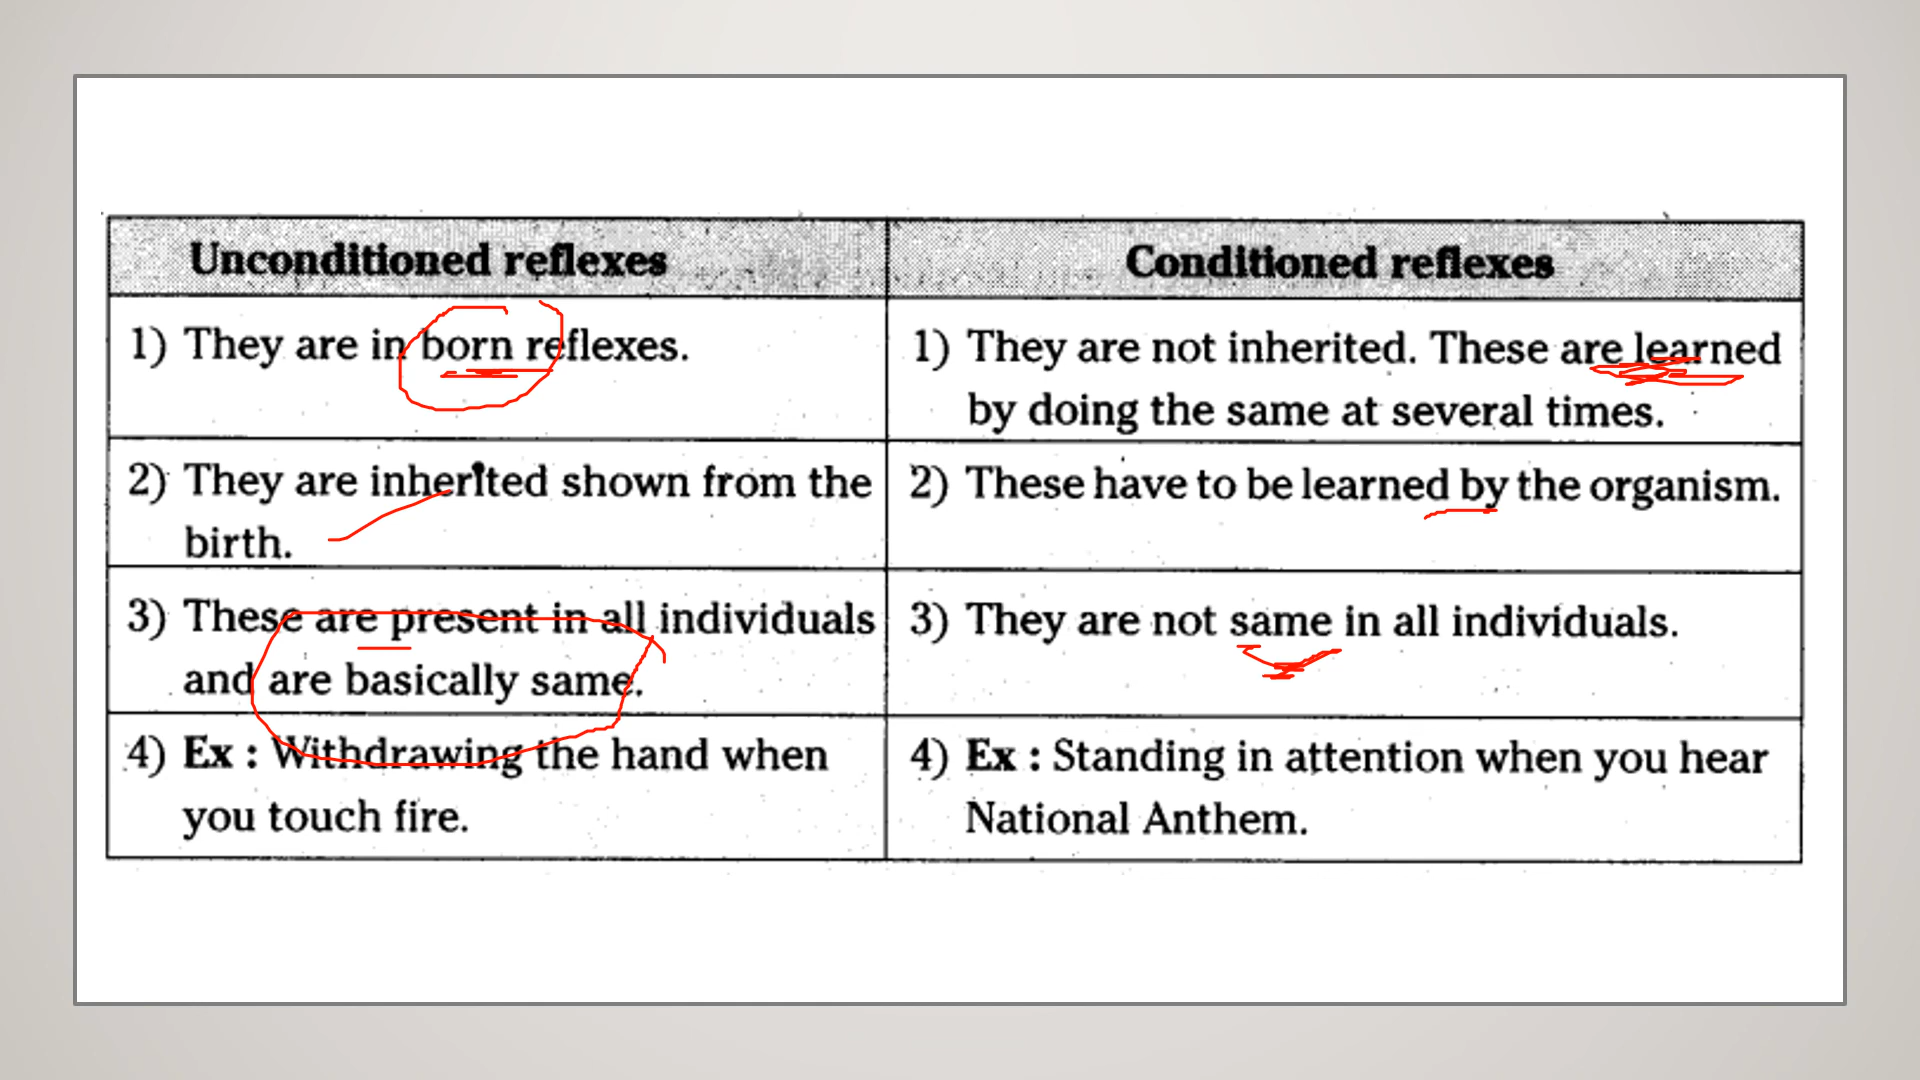 Unconditioned reflexes
Conditioned reflexes
1) They are in born reflexes.
1) They are not inherited. These are learned
by doing the same at several times.
2) They are inherited shown from the
birth.
2) These have to be learned by the organism.
3) These are present in all individuals
and are basically same.
3) They are not same in all individuals.
4) Ex : Withdrawing the hand when
you touch fire.
4) Ex : Standing in attention when you hear
National Anthem.